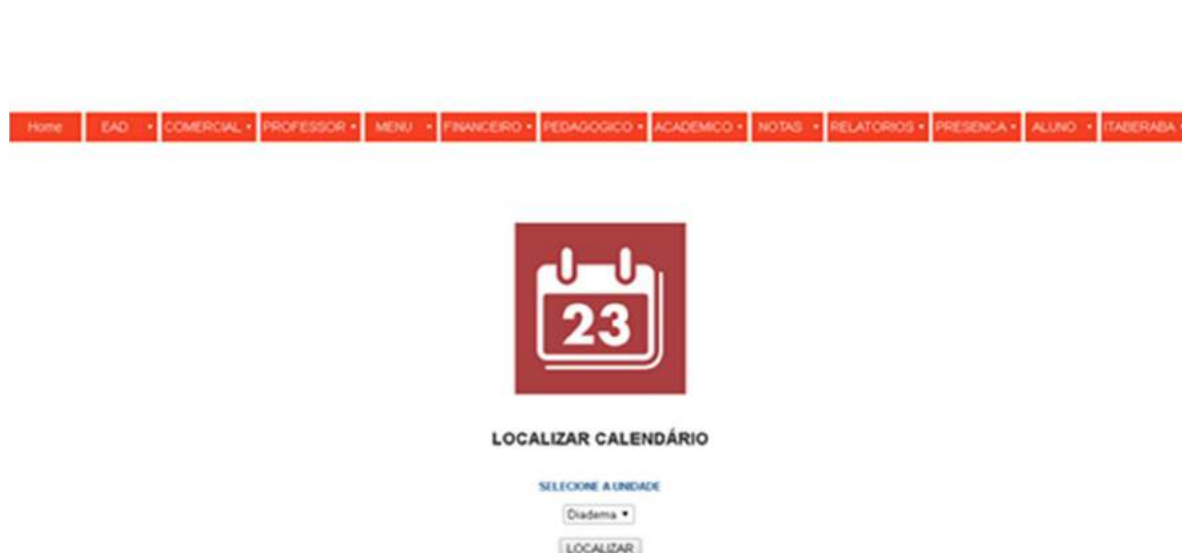 Home EAD COMERCIAL PROFESSOR MENU FINANCEIRO PEDAGOGICO ACADEMICO NOTAS RELATORIOS PRESENCA ALUNO ITABERABA
23
LOCALIZAR CALENDÁRIO
SELECIONE A UNIDADE
Diadema
LOCALIZAR